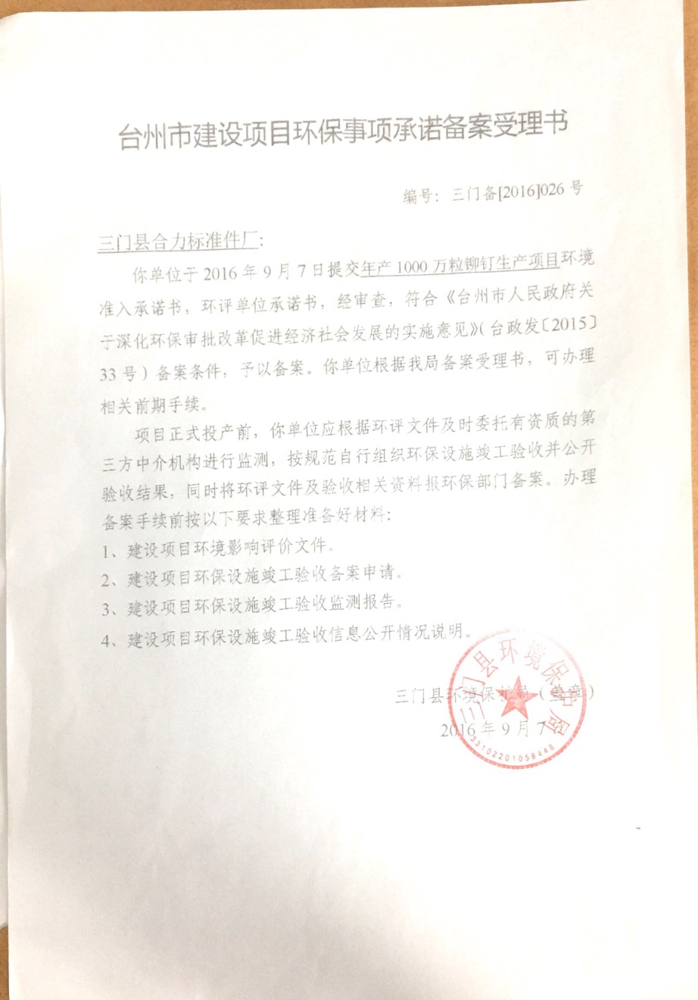 台州市建设项目环保事项承诺备案受理书
编号：三门备[2016]026 号
三门县合力标准件厂：
你单位于 2016 年 9 月 7 日提交年产 1000 万粒铆钉生产项目环境
准入承诺书，环评单位承诺书，经审查，符合《台州市人民政府关
于深化环保审批改革促进经济社会发展的实施意见》（台政发〔2015〕
33 号）备案条件，予以备案。你单位根据我局备案受理书，可办理
相关前期手续。
项目正式投产前，你单位应根据环评文件及时委托有资质的第
三方中介机构进行监测，按规范自行组织环保设施竣工验收并公开
验收结果，同时将环评文件及验收相关资料报环保部门备案。办理
备案手续前按以下要求整理准备好材料：
1、建设项目环境影响评价文件。
2、建设项目环保设施竣工验收备案申请。
3、建设项目环保设施竣工验收监测报告。
4、建设项目环保设施竣工验收信息公开情况说明。
三门县环境保护局（盖章）
2016 年 9 月 7 日
三门县环境保护局
33102201058448